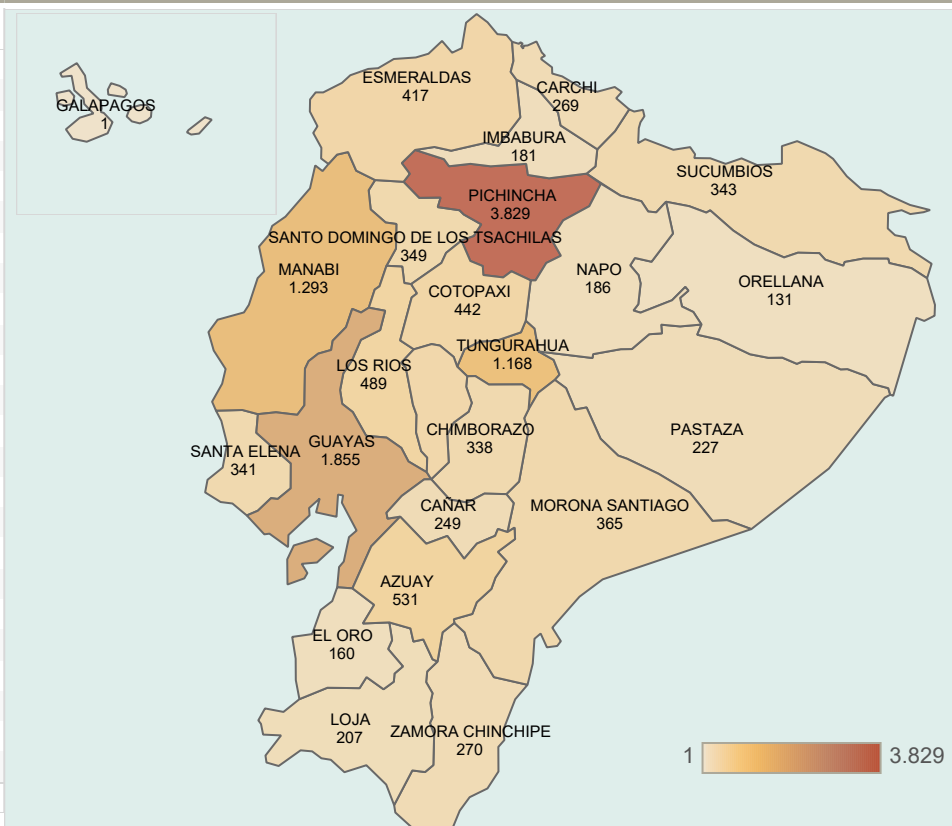 ESMERALDAS
417
CARCHI
269
GALAPAGOS
1
IMBABURA
181
SUCUMBIOS
343
PICHINCHA
3.829
SANTO DOMINGO DE LOS TSACHILAS
349
MANABI
1.293
NAPO
186
ORELLANA
131
COTOPAXI
442
TUNGURAHUA
1.168
LOS RIOS
489
CHIMBORAZO
338
PASTAZA
227
GUAYAS
1.855
SANTA ELENA
341
CAÑAR
249
MORONA SANTIAGO
365
AZUAY
531
EL ORO
160
LOJA
207
ZAMORA CHINCHIPE
270
1
3.829